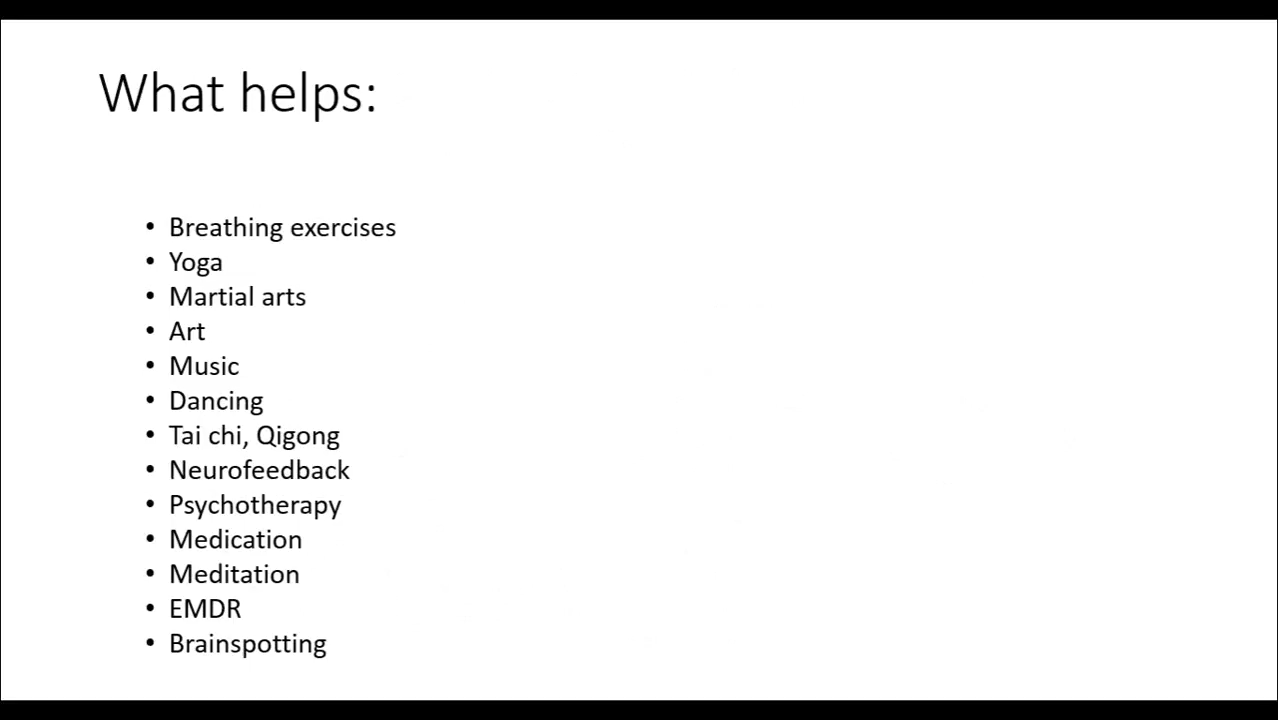 What helps:
• Breathing exercises
• Yoga
• Martial arts
• Art
• Music
• Dancing
• Tai chi, Qigong
• Neurofeedback
• Psychotherapy
• Medication
• Meditation
• EMDR
• Brainspotting